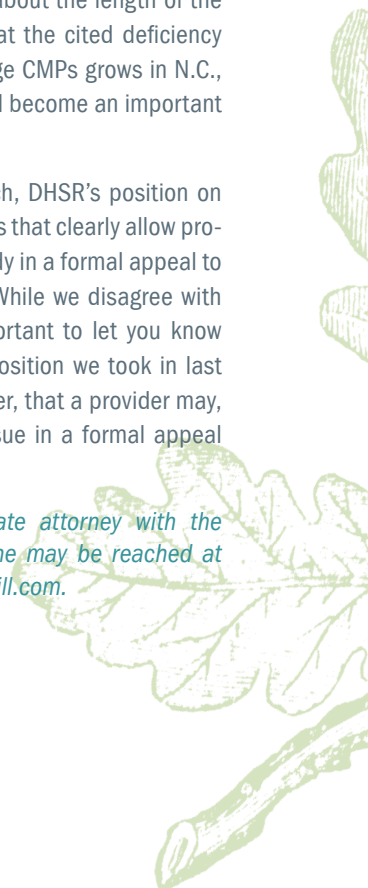 about the length of the
at the cited deficiency
ge CMPs grows in N.C.,
become an important
DHSR's position on
s that clearly allow pro-
ly in a formal appeal to
While we disagree with
portant to let you know
position we took in last
er, that a provider may,
sue in a formal appeal
ate attorney with the
he may be reached at
ill.com.